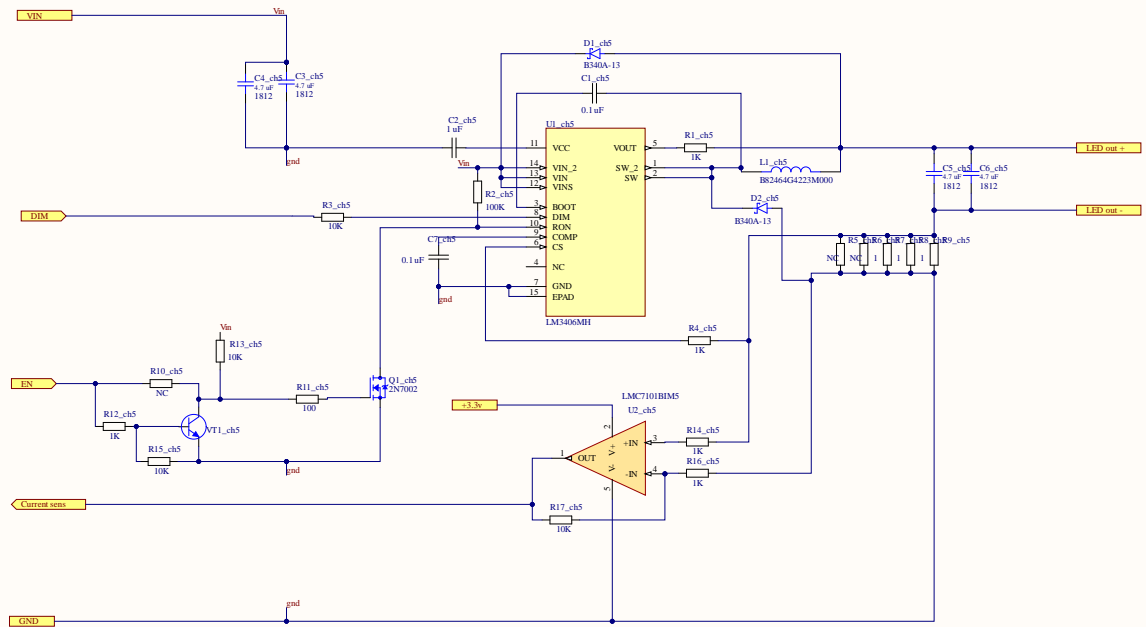 VIN
Vin
C4_ch5
4.7 uF
1812
C3_ch5
4.7 uF
1812
gnd
D1_ch5
B340A-13
C1_ch5
0.1uF
C2_ch5
1 uF
U1_ch5
11 VCC
14 VIN_2
13 VIN
12 VINS
3 BOOT
8 DIM
10 RON
9 COMP
6 CS
4 NC
7 GND
15 EPAD
VOUT 5
SW_2 1
SW 2
LM3406MH
Vin
R2_ch5
100K
R1_ch5
1K
L1_ch5
B82464G4223M000
D2_ch5
B340A-13
LED out +
C5_ch5
4.7 uF
1812
C6_ch5
4.7 uF
1812
LED out -
DIM
R3_ch5
10K
C7_ch5
0.1uF
gnd
R5_ch5
NC
R6_ch5
NC
R7_ch5
1
R8_ch5
1
R9_ch5
1
R4_ch5
1K
Vin
R13_ch5
10K
EN
R10_ch5
NC
R11_ch5
100
Q1_ch5
2N7002
R12_ch5
1K
VT1_ch5
R15_ch5
10K
gnd
+3.3v
LMC7101BIM5
U2_ch5
2
V+
+IN 3
1 OUT
V-
-IN 4
5
R14_ch5
1K
R16_ch5
1K
Current sens
R17_ch5
10K
gnd
GND